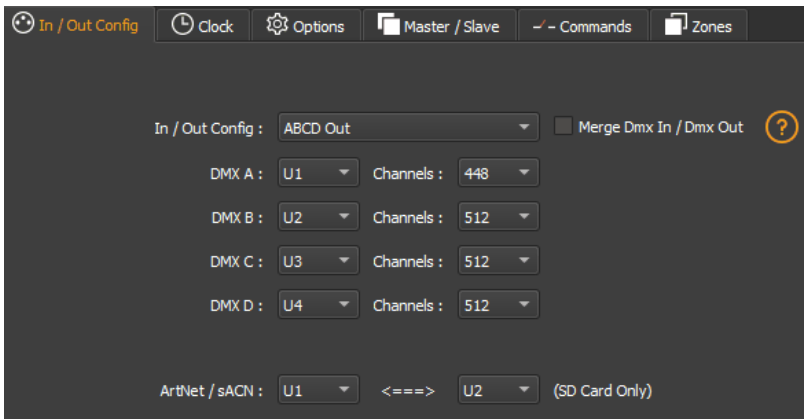 In / Out Config Clock Options Master / Slave Commands Zones
In / Out Config : ABCD Out Merge Dmx In / Dmx Out ?
DMX A : U1 Channels : 448
DMX B : U2 Channels : 512
DMX C : U3 Channels : 512
DMX D : U4 Channels : 512
ArtNet / sACN : U1 <===> U2 (SD Card Only)